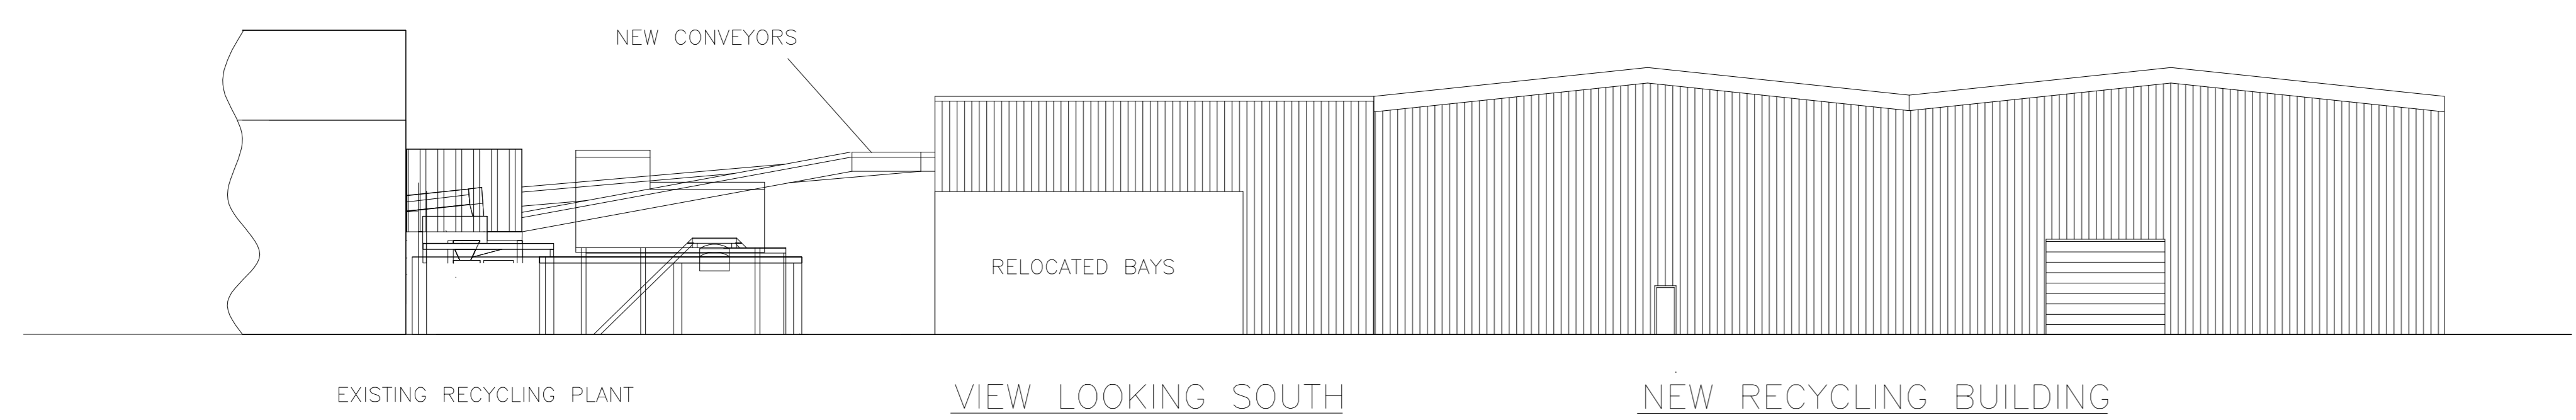 NEW CONVEYORS
RELOCATED BAYS
EXISTING RECYCLING PLANT
VIEW LOOKING SOUTH
NEW RECYCLING BUILDING